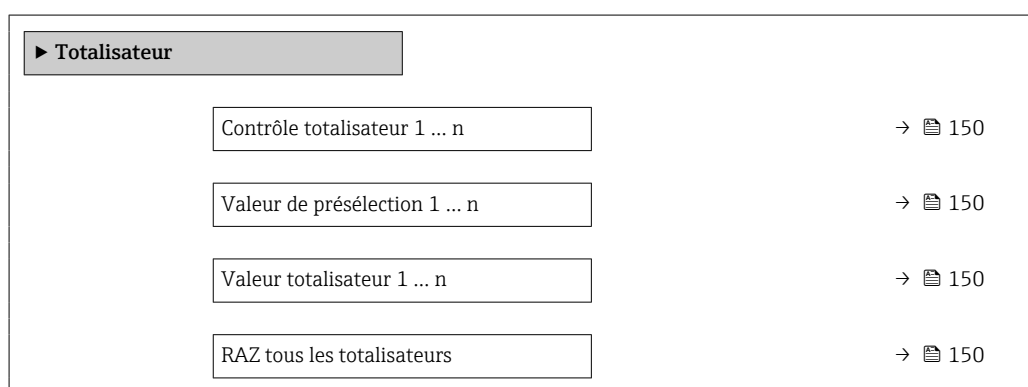 ► Totalisateur
Contrôle totalisateur 1 … n → 150
Valeur de présélection 1 … n → 150
Valeur totalisateur 1 … n → 150
RAZ tous les totalisateurs → 150